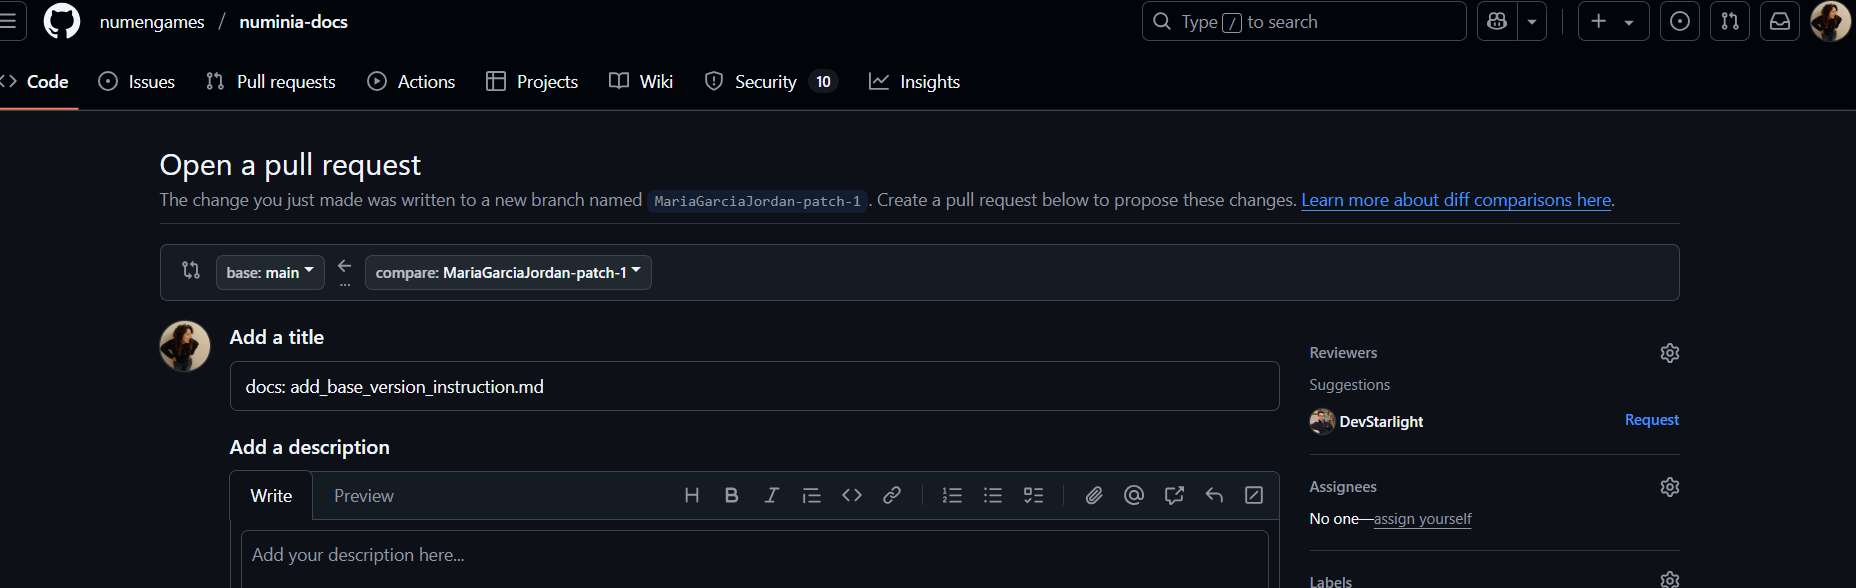 numengames / numinia-docs
Type / to search
Code
Issues
Pull requests
Actions
Projects
Wiki
Security 10
Insights
Open a pull request
The change you just made was written to a new branch named MariaGarciaJordan-patch-1 . Create a pull request below to propose these changes. Learn more about diff comparisons here.
base: main
...
compare: MariaGarciaJordan-patch-1
Add a title
docs: add_base_version_instruction.md
Add a description
Write
Preview
Add your description here...
Reviewers
Suggestions
DevStarlight
Request
Assignees
No one—assign yourself
Labels